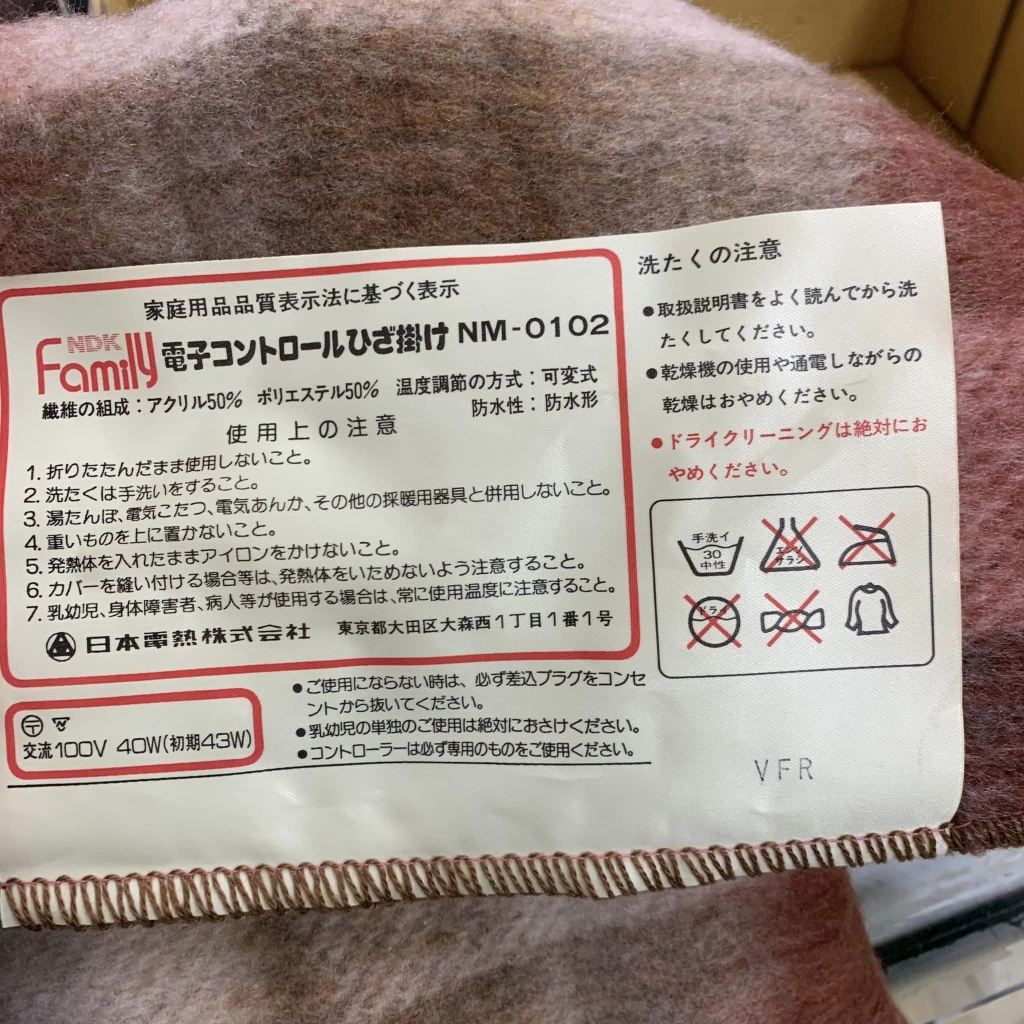 家庭用品品質表示法に基づく表示
NDK
Family 電子コントロールひざ掛け NM-0102
繊維の組成：アクリル50% ポリエステル50% 温度調節の方式：可変式
防水性：防水形
使用上の注意
1. 折りたたんだまま使用しないこと。
2. 洗たくは手洗いをすること。
3. 湯たんぽ、電気こたつ、電気あんか、その他の採暖用器具と併用しないこと。
4. 重いものを上に置かないこと。
5. 発熱体を入れたままアイロンをかけないこと。
6. カバーを縫い付ける場合等は、発熱体をいためないよう注意すること。
7. 乳幼児、身体障害者、病人等が使用する場合は、常に使用温度に注意すること。
日本電熱株式会社 東京都大田区大森西1丁目1番1号
〒
交流100V 40W(初期43W)
●ご使用にならない時は、必ず差込プラグをコンセ
ントから抜いてください。
●乳幼児の単独のご使用は絶対におさけください。
●コントローラーは必ず専用のものをご使用ください。
洗たくの注意
●取扱説明書をよく読んでから洗
たくしてください。
●乾燥機の使用や通電しながらの
乾燥はおやめください。
●ドライクリーニングは絶対にお
やめください。
手洗イ
30
中性
エンソ
サラシ
ドライ
VFR